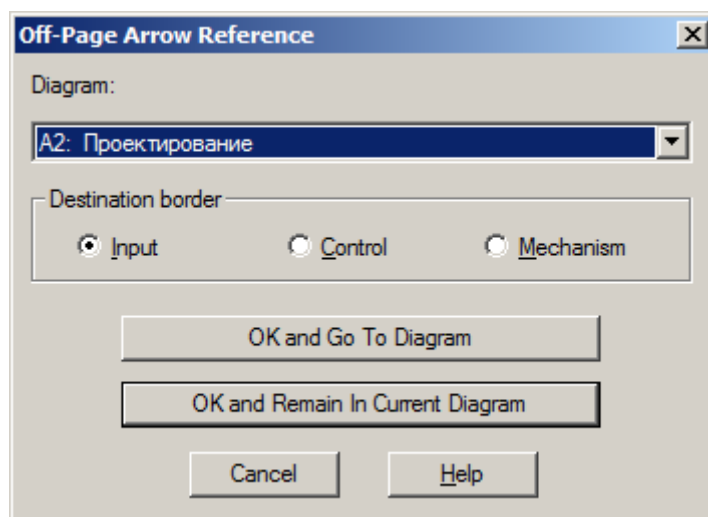 Off-Page Arrow Reference
Diagram:
A2: Проектирование
Destination border
Input Control Mechanism
OK and Go To Diagram
OK and Remain In Current Diagram
Cancel Help